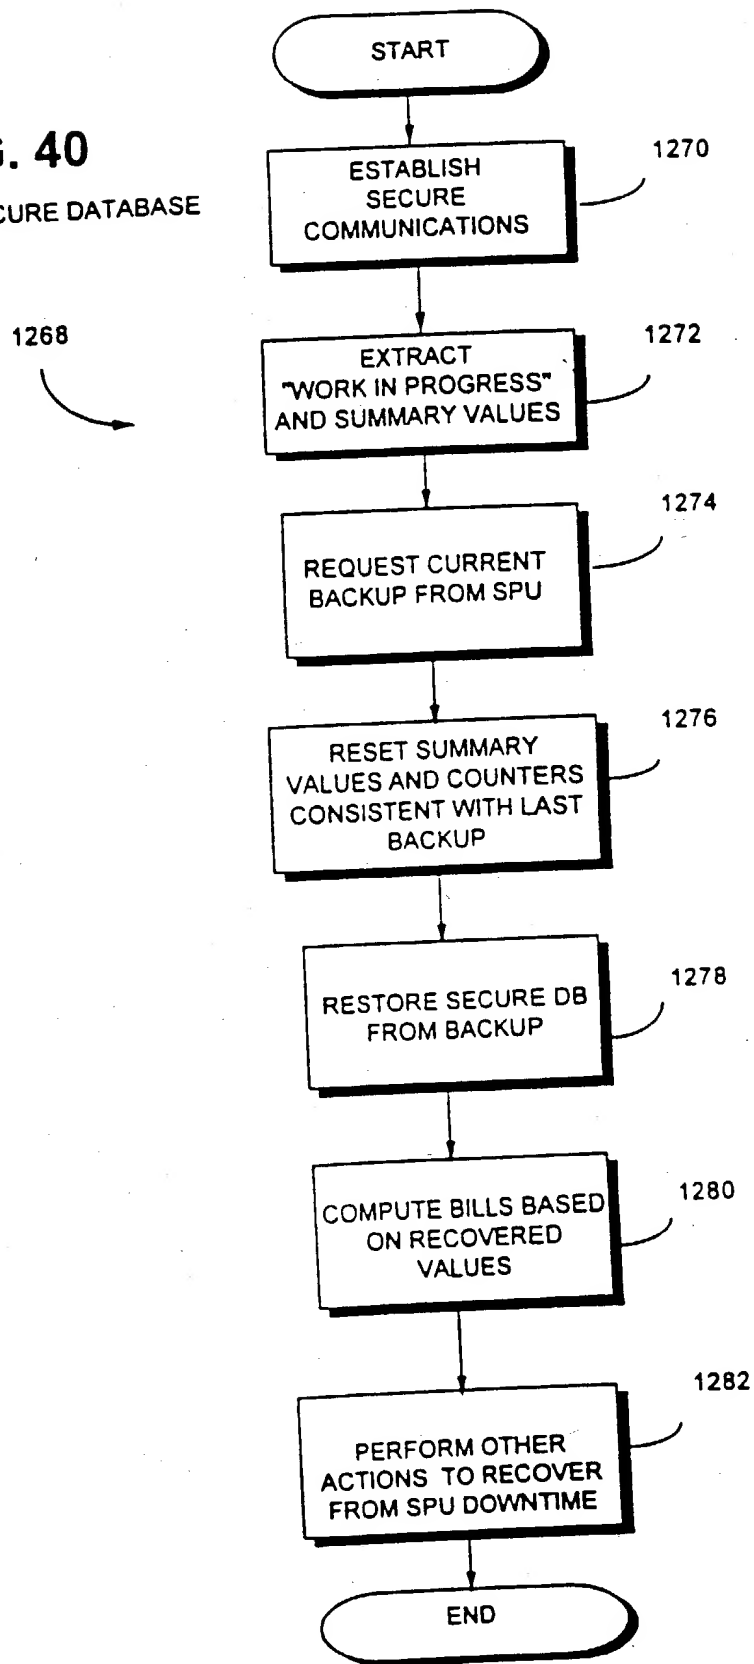 START
. 40
CURE DATABASE
1268
ESTABLISH
SECURE
COMMUNICATIONS
1270
EXTRACT
"WORK IN PROGRESS"
AND SUMMARY VALUES
1272
REQUEST CURRENT
BACKUP FROM SPU
1274
RESET SUMMARY
VALUES AND COUNTERS
CONSISTENT WITH LAST
BACKUP
1276
RESTORE SECURE DB
FROM BACKUP
1278
COMPUTE BILLS BASED
ON RECOVERED
VALUES
1280
PERFORM OTHER
ACTIONS TO RECOVER
FROM SPU DOWNTIME
1282
END